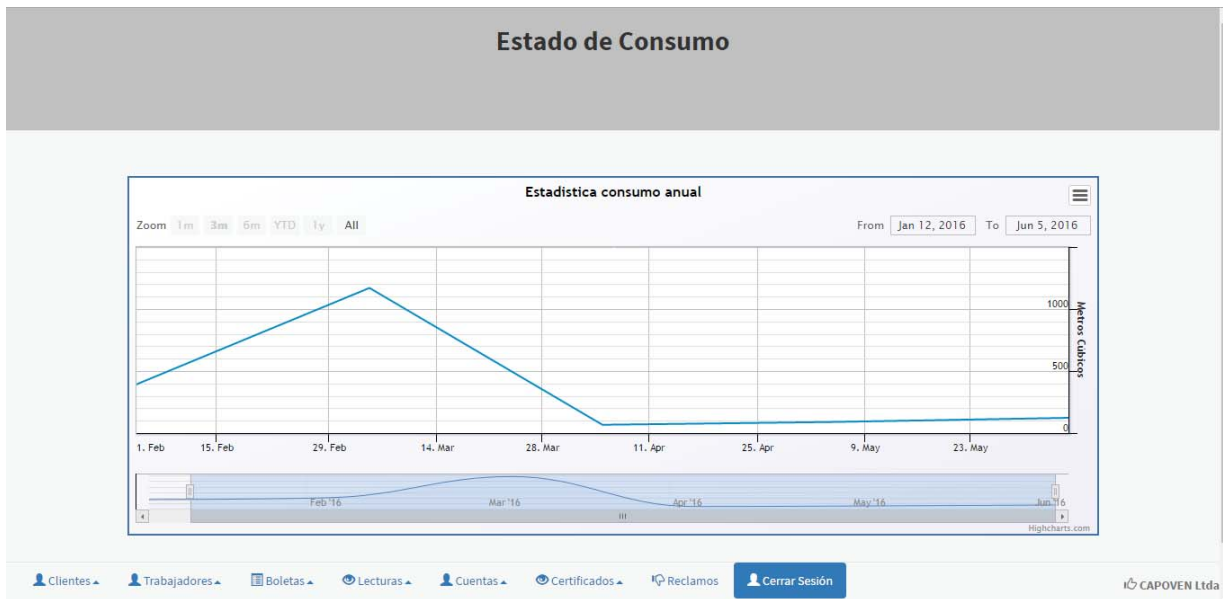 Estado de Consumo
Estadistica consumo anual
Zoom 1m 3m 6m YTD 1y All
From Jan 12, 2016 To Jun 5, 2016
1000
500
0
Metros Cúbicos
1. Feb 15. Feb 29. Feb 14. Mar 28. Mar 11. Apr 25. Apr 9. May 23. May
Feb '16 Mar '16 Apr '16 May '16 Jun '16
Highcharts.com
Clientes Trabajadores Boletas Lecturas Cuentas Certificados Reclamos Cerrar Sesión
CAPOVEN Ltda